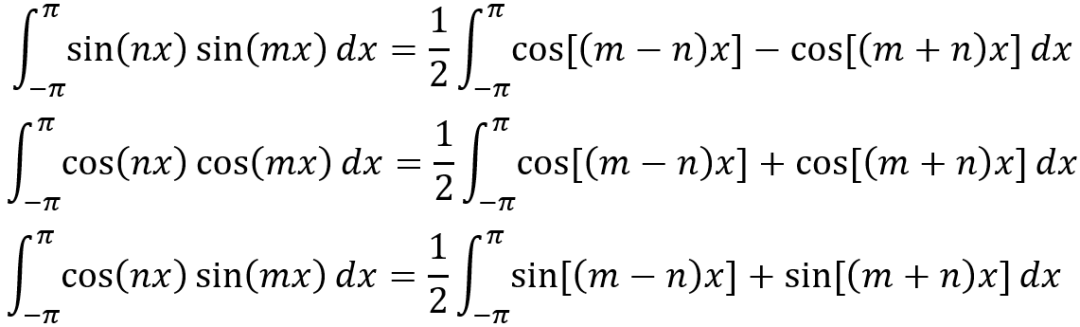 ∫_{-π}^{π} sin(nx) sin(mx) dx = 1/2 ∫_{-π}^{π} cos[(m − n)x] − cos[(m + n)x] dx
∫_{-π}^{π} cos(nx) cos(mx) dx = 1/2 ∫_{-π}^{π} cos[(m − n)x] + cos[(m + n)x] dx
∫_{-π}^{π} cos(nx) sin(mx) dx = 1/2 ∫_{-π}^{π} sin[(m − n)x] + sin[(m + n)x] dx